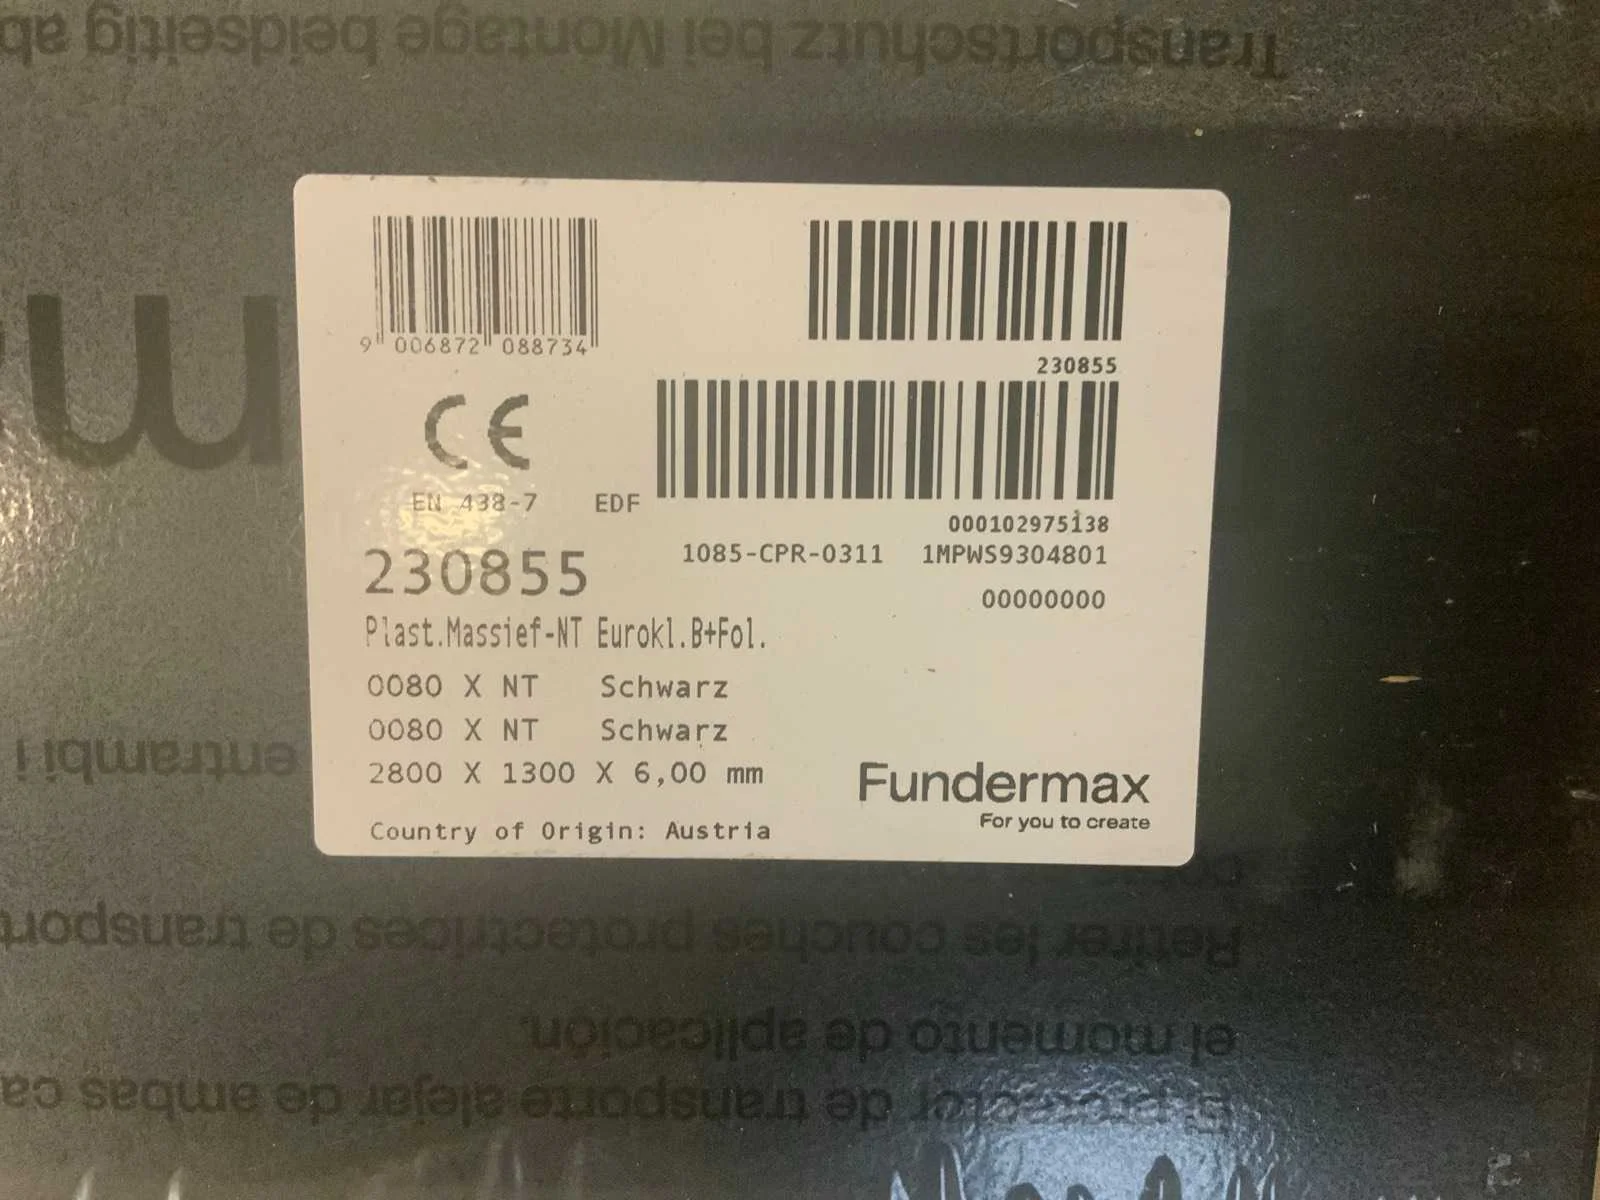 Transportschutz bei Montage beidseitig
9 006872 088734
230855
CE
EN 438-7 EDF
000102975138
1085-CPR-0311 1MPWS9304801
230855
00000000
Plast.Massief-NT Eurokl.B+Fol.
0080 X NT Schwarz
0080 X NT Schwarz
2800 X 1300 X 6,00 mm
Fundermax
For you to create
Country of Origin: Austria
entrambi i
Retirer les couches protectrices de
el momento de aplicación.
El protector de transporte alejar de ambas